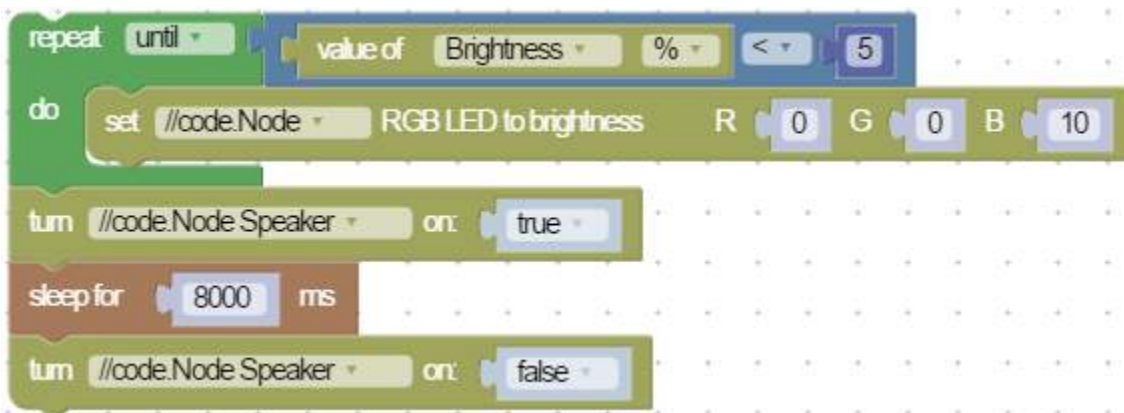 repeat until value of Brightness % < 5
do set //code.Node RGB LED to brightness R 0 G 0 B 10
turn //code.Node Speaker on: true
sleep for 8000 ms
turn //code.Node Speaker on: false